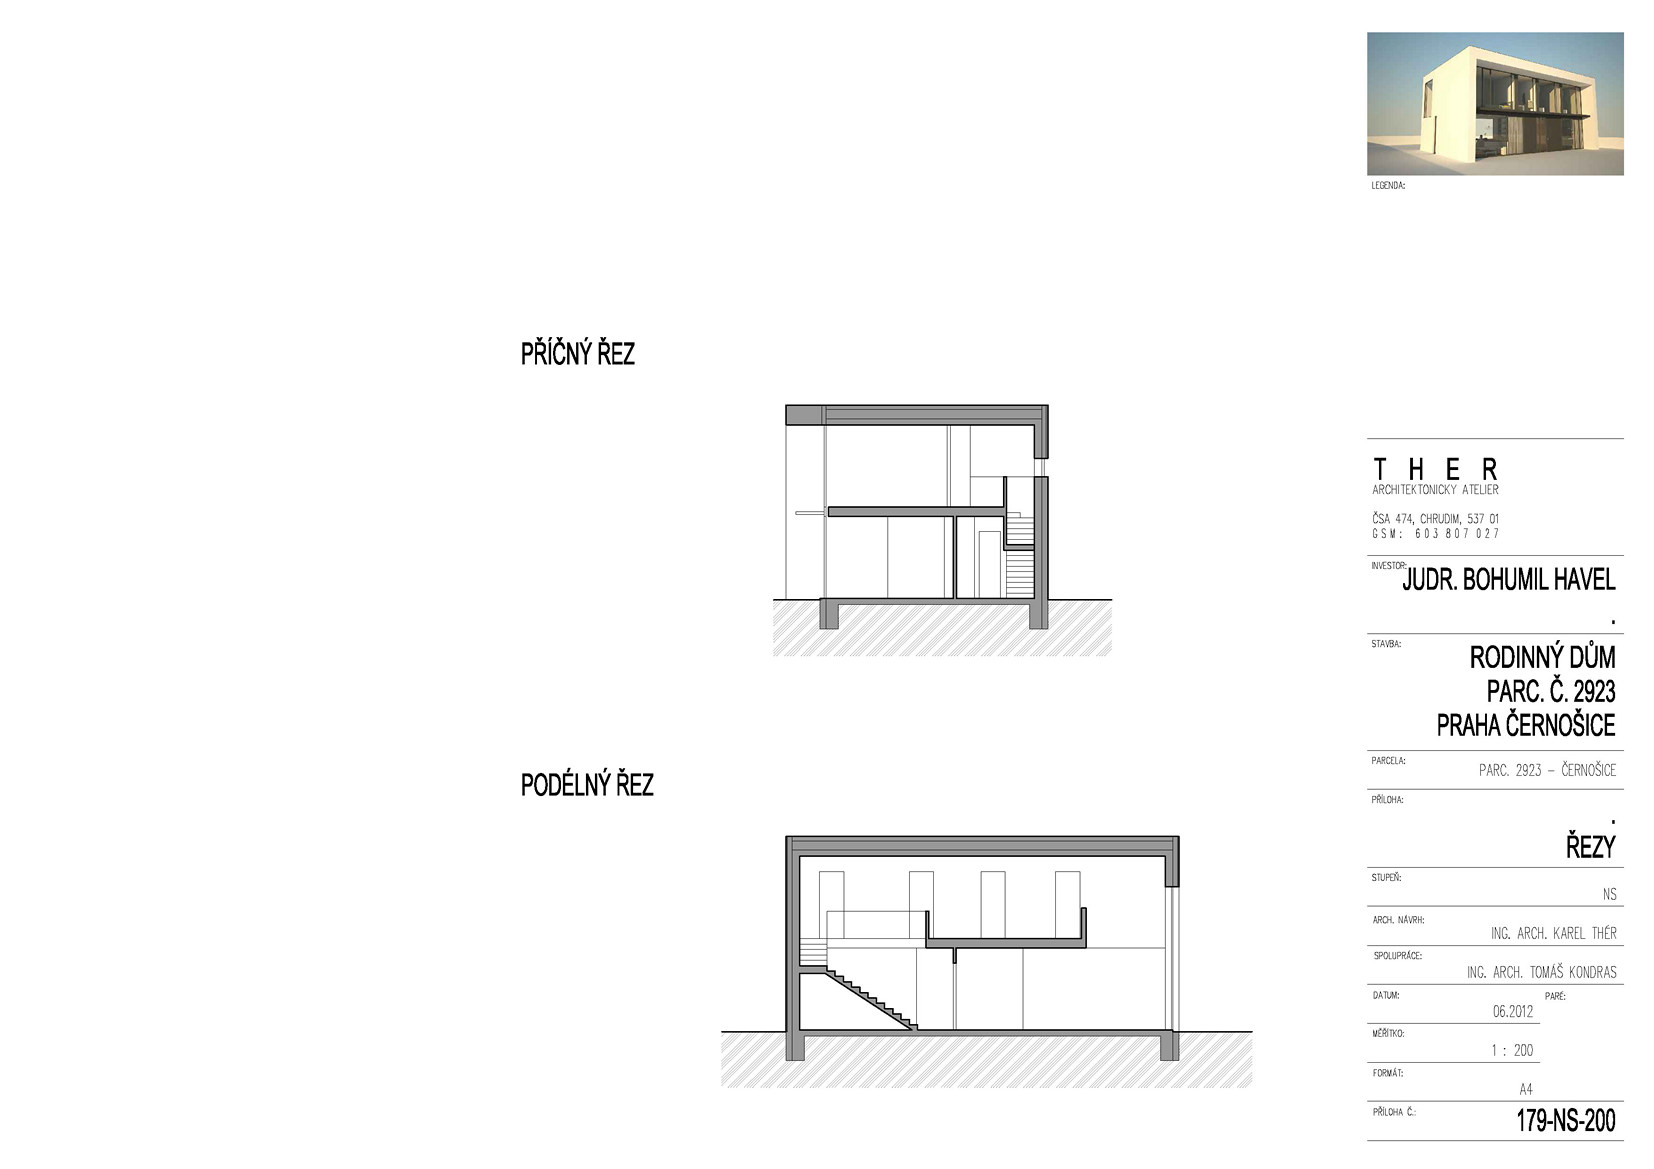 PŘÍČNÝ ŘEZ
PODÉLNÝ ŘEZ
LEGENDA:
THER
ARCHITEKTONICKY ATELIER
ČSA 474, CHRUDIM, 537 01
GSM: 603 807 027
INVESTOR:
JUDR. BOHUMIL HAVEL
.
STAVBA:
RODINNÝ DŮM
PARC. Č. 2923
PRAHA ČERNOŠICE
PARCELA:
PARC. 2923 – ČERNOŠICE
PŘÍLOHA:
.
ŘEZY
STUPEŇ:
NS
ARCH. NÁVRH:
ING. ARCH. KAREL THÉR
SPOLUPRÁCE:
ING. ARCH. TOMÁŠ KONDRAS
DATUM:
06.2012
PARÉ:
MĚŘÍTKO:
1 : 200
FORMÁT:
A4
PŘÍLOHA Č.:
179-NS-200